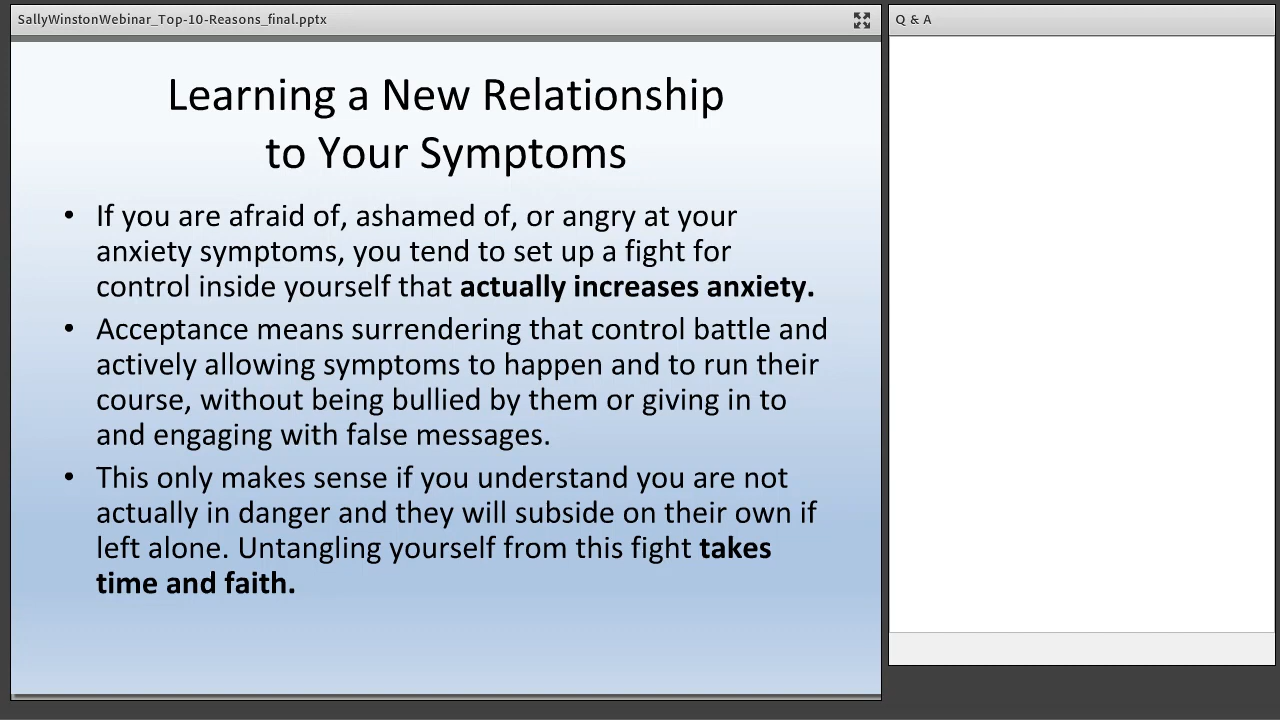 SallyWinstonWebinar_Top-10-Reasons_final.pptx
Q & A
Learning a New Relationship
to Your Symptoms
• If you are afraid of, ashamed of, or angry at your
anxiety symptoms, you tend to set up a fight for
control inside yourself that actually increases anxiety.
• Acceptance means surrendering that control battle and
actively allowing symptoms to happen and to run their
course, without being bullied by them or giving in to
and engaging with false messages.
• This only makes sense if you understand you are not
actually in danger and they will subside on their own if
left alone. Untangling yourself from this fight takes
time and faith.